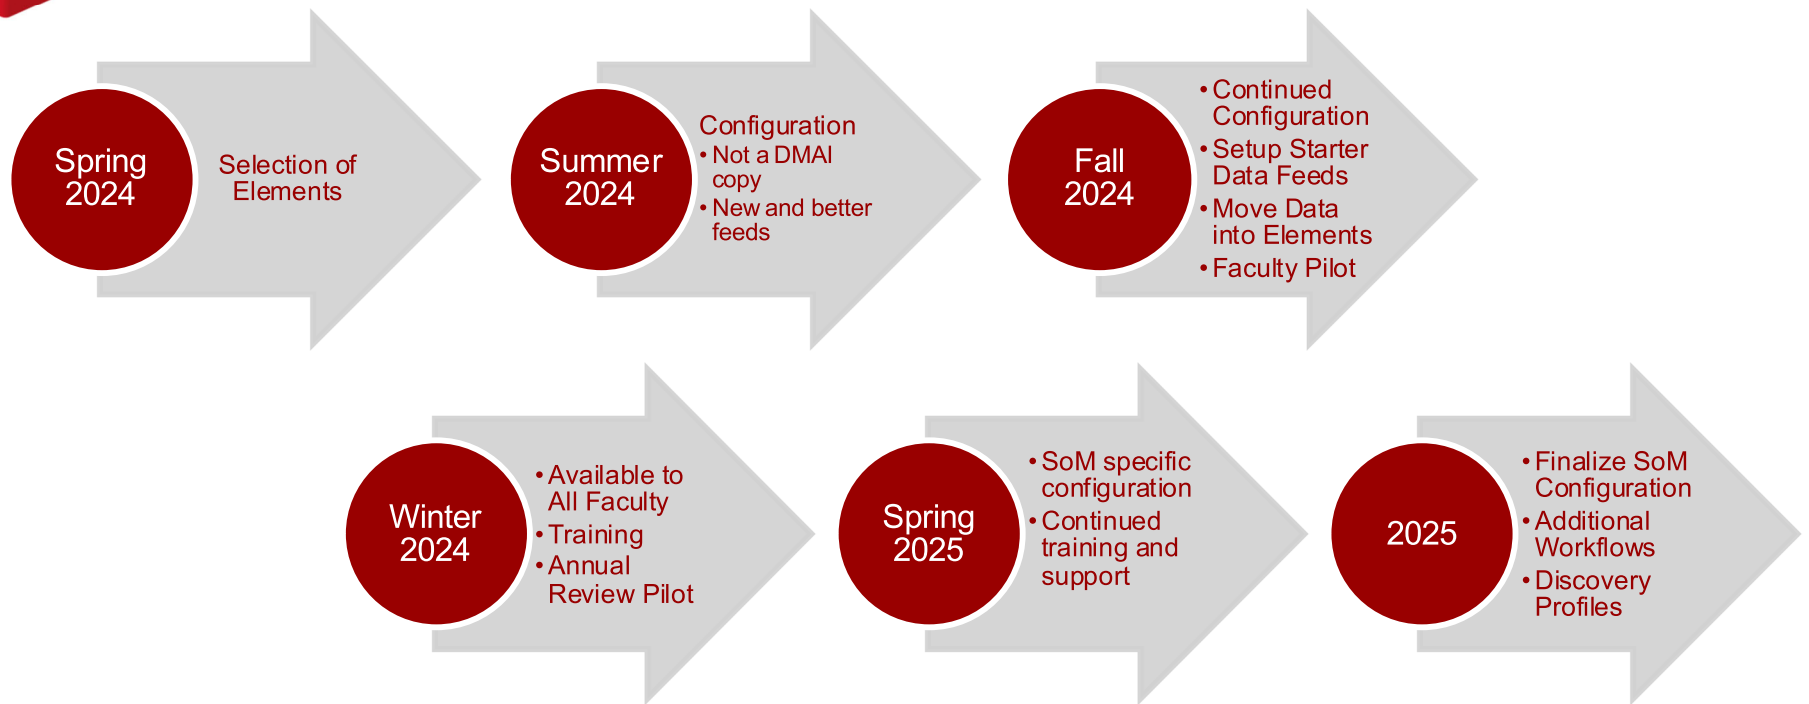 Spring
2024
Selection of
Elements
Summer
2024
Configuration
• Not a DMAI
copy
• New and better
feeds
Fall
2024
• Continued
Configuration
• Setup Starter
Data Feeds
• Move Data
into Elements
• Faculty Pilot
Winter
2024
• Available to
All Faculty
• Training
• Annual
Review Pilot
Spring
2025
• SoM specific
configuration
• Continued
training and
support
2025
• Finalize SoM
Configuration
• Additional
Workflows
• Discovery
Profiles